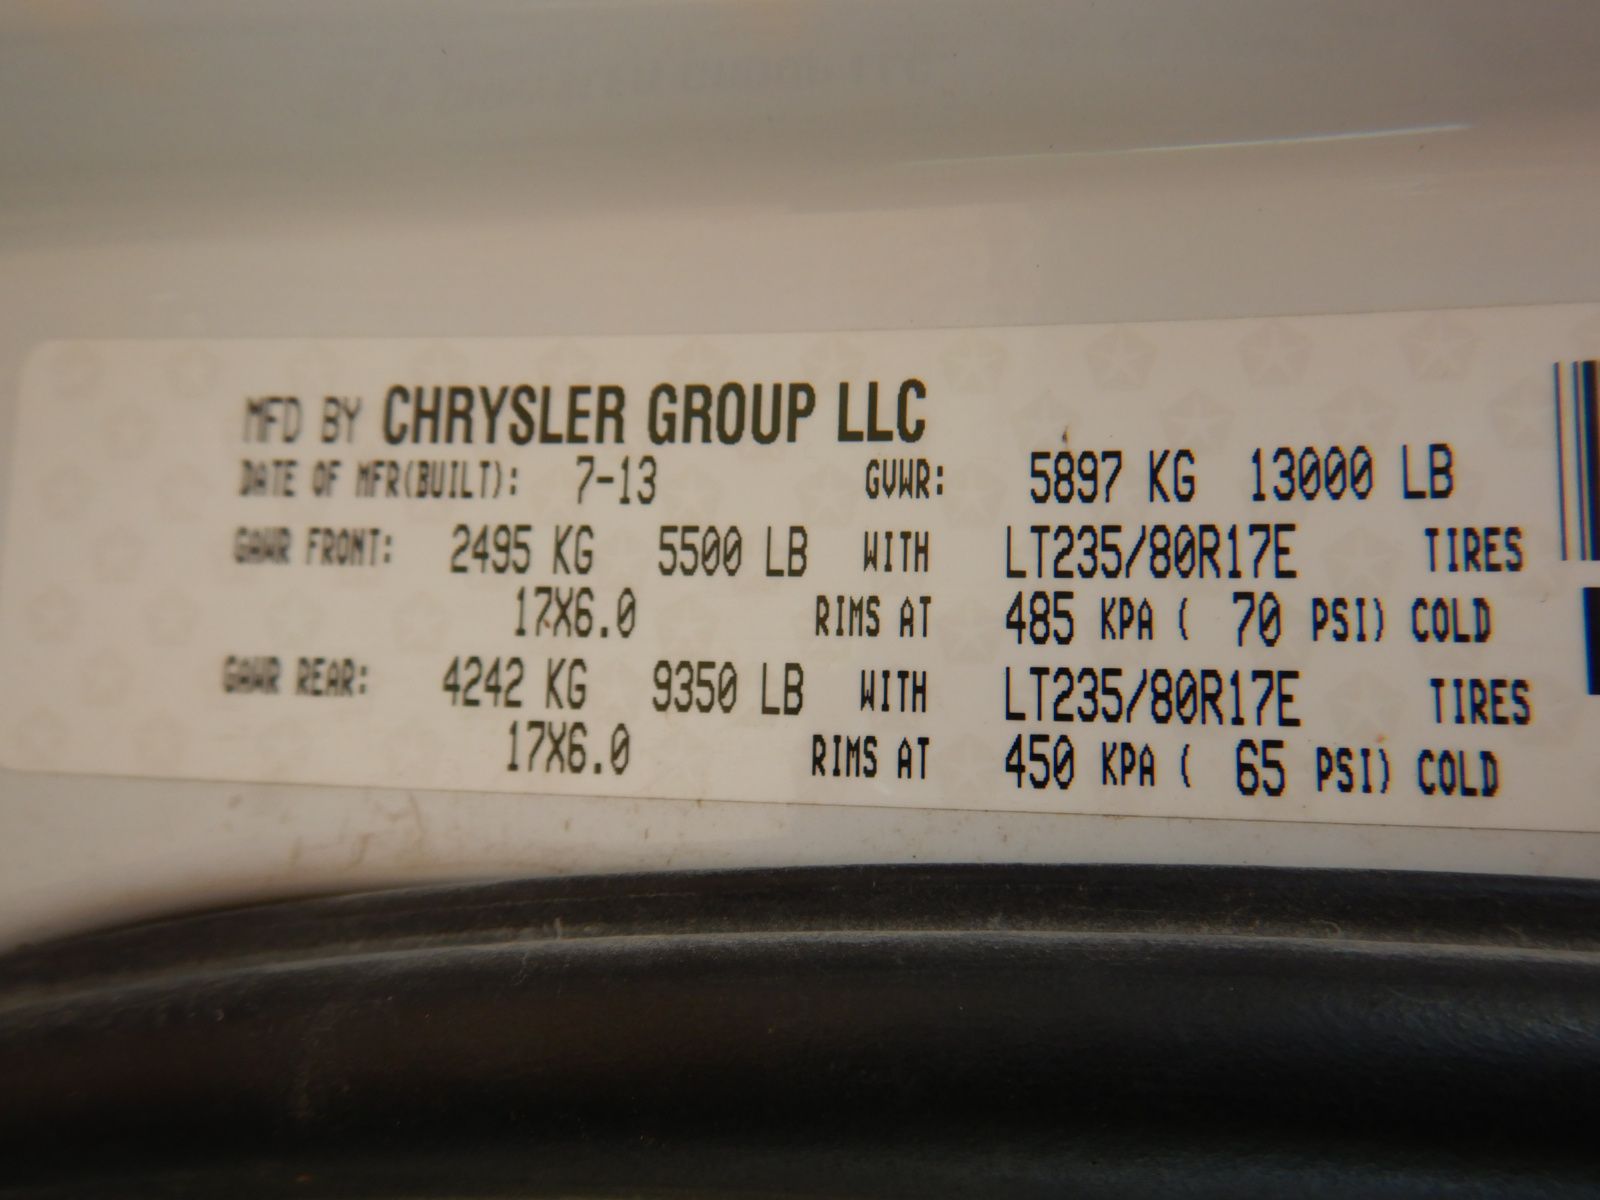 MFD BY CHRYSLER GROUP LLC
DATE OF MFR(BUILT): 7-13 GVWR: 5897 KG 13000 LB
GAWR FRONT: 2495 KG 5500 LB WITH LT235/80R17E TIRES
17X6.0 RIMS AT 485 KPA ( 70 PSI) COLD
GAWR REAR: 4242 KG 9350 LB WITH LT235/80R17E TIRES
17X6.0 RIMS AT 450 KPA ( 65 PSI) COLD